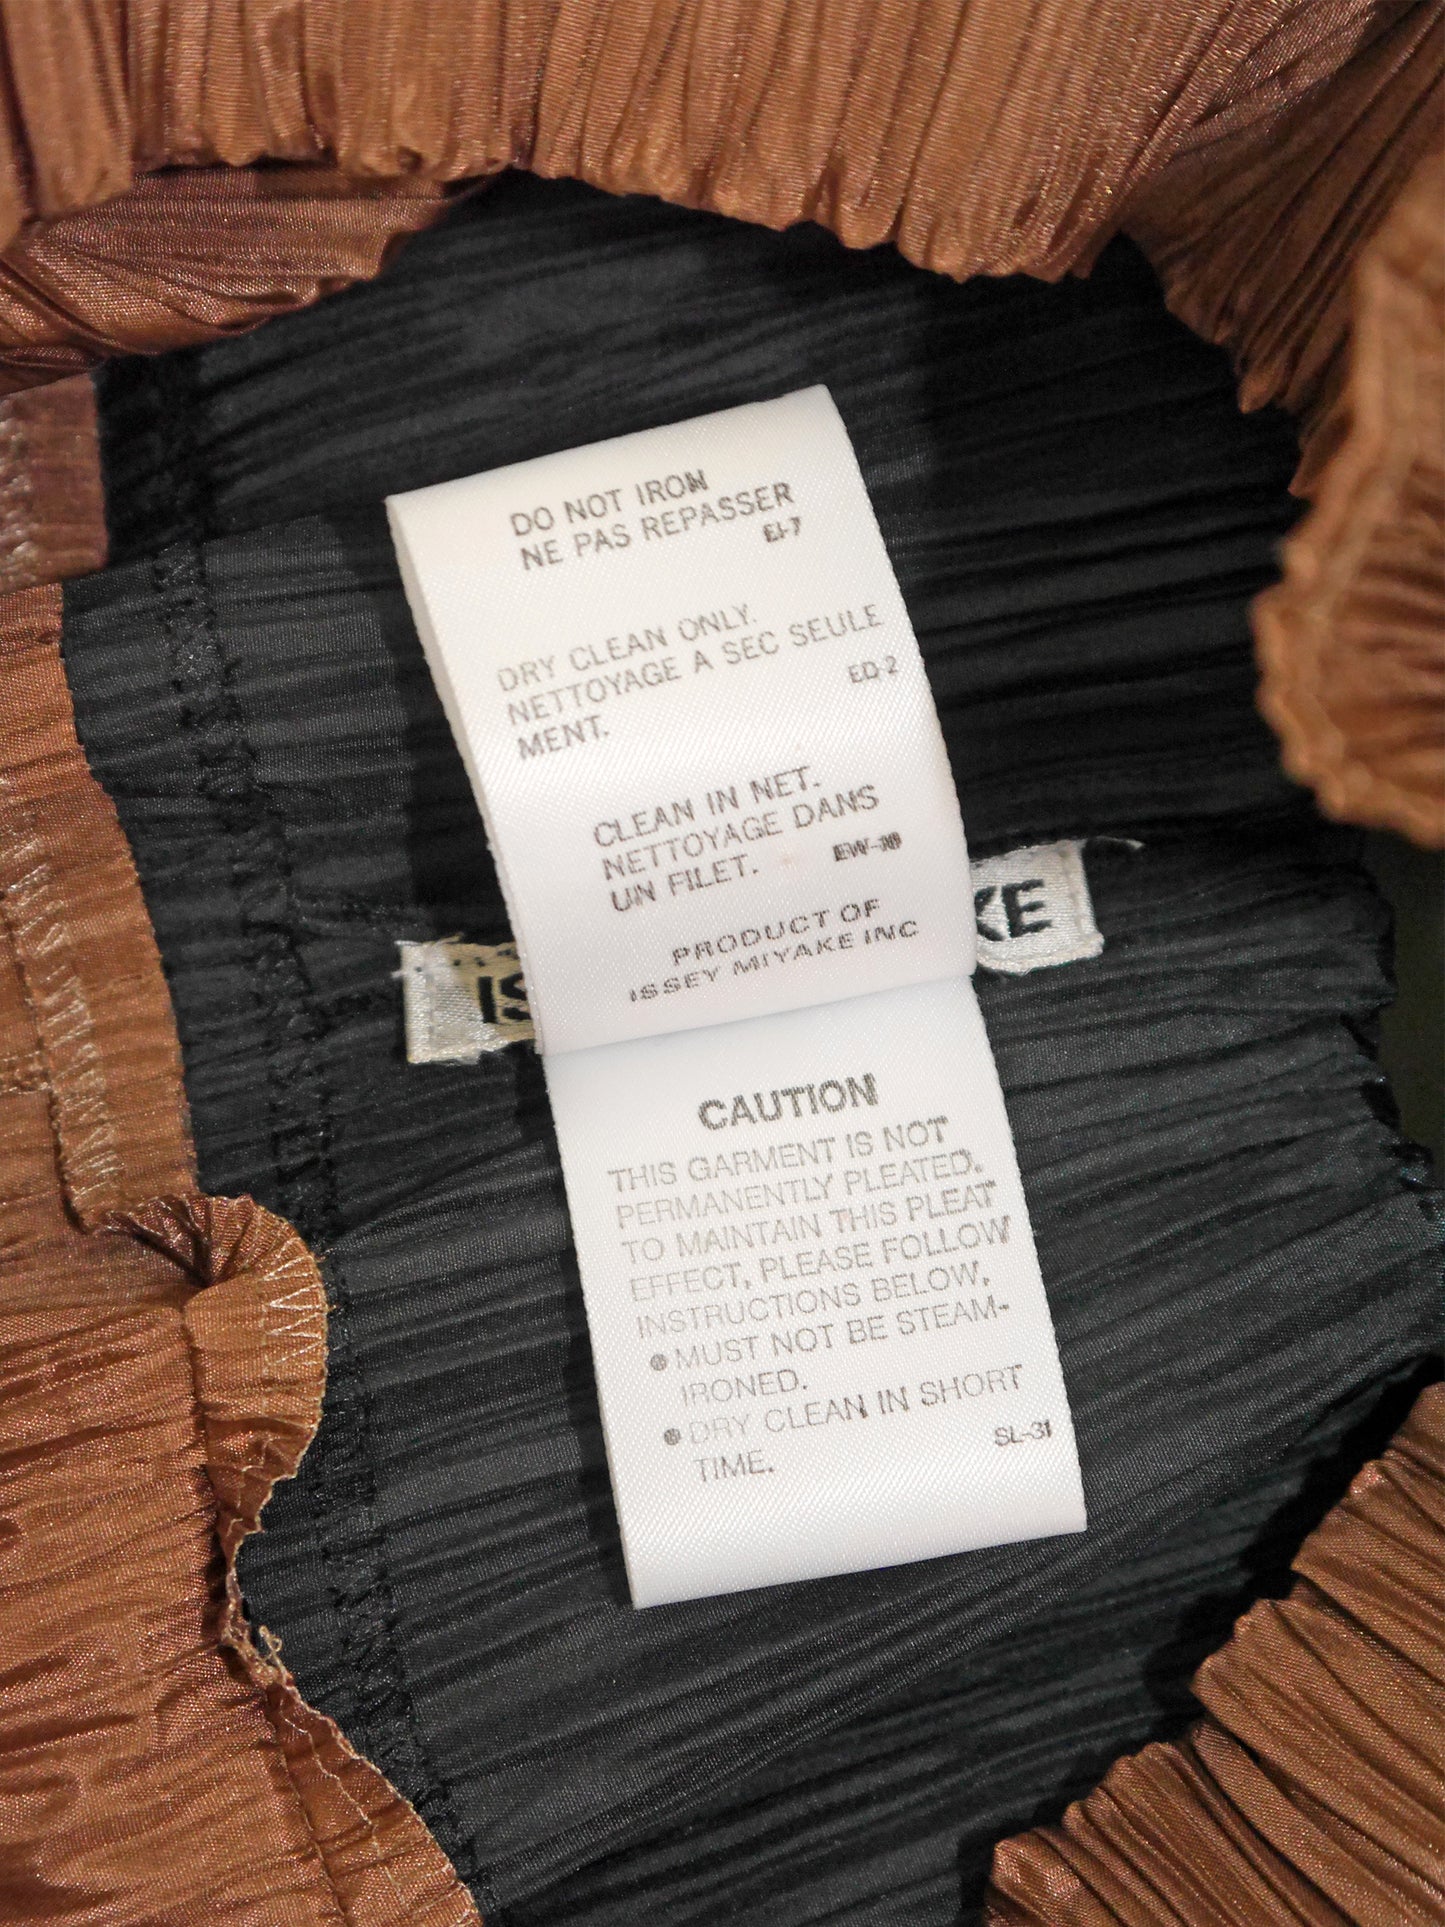 DO NOT IRON
NE PAS REPASSER
EI-7
DRY CLEAN ONLY.
NETTOYAGE A SEC SEULE
MENT.
ED-2
CLEAN IN NET.
NETTOYAGE DANS
UN FILET.
PRODUCT OF
ISSEY MIYAKE INC
IS
KE
CAUTION
THIS GARMENT IS NOT
PERMANENTLY PLEATED.
TO MAINTAIN THIS PLEAT
EFFECT, PLEASE FOLLOW
INSTRUCTIONS BELOW.
●MUST NOT BE STEAM-
IRONED.
●DRY CLEAN IN SHORT
TIME.
SL-31